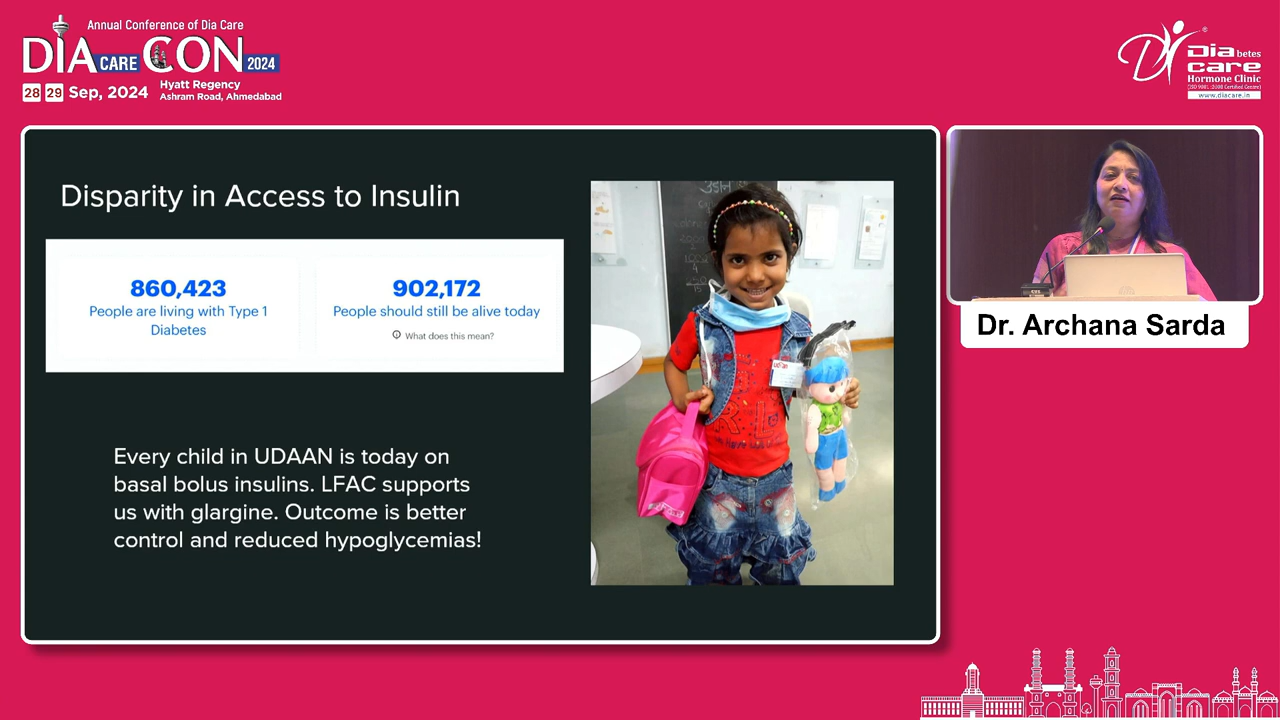 Annual Conference of Dia Care
DIA CARE CON 2024
28 29 Sep, 2024
Hyatt Regency
Ashram Road, Ahmedabad
Diabetes
care
Hormone Clinic
(ISO 9001 :2008 Certified Centre)
www.diacare.in
Disparity in Access to Insulin
860,423
People are living with Type 1
Diabetes
902,172
People should still be alive today
What does this mean?
Every child in UDAAN is today on
basal bolus insulins. LFAC supports
us with glargine. Outcome is better
control and reduced hypoglycemias!
Dr. Archana Sarda